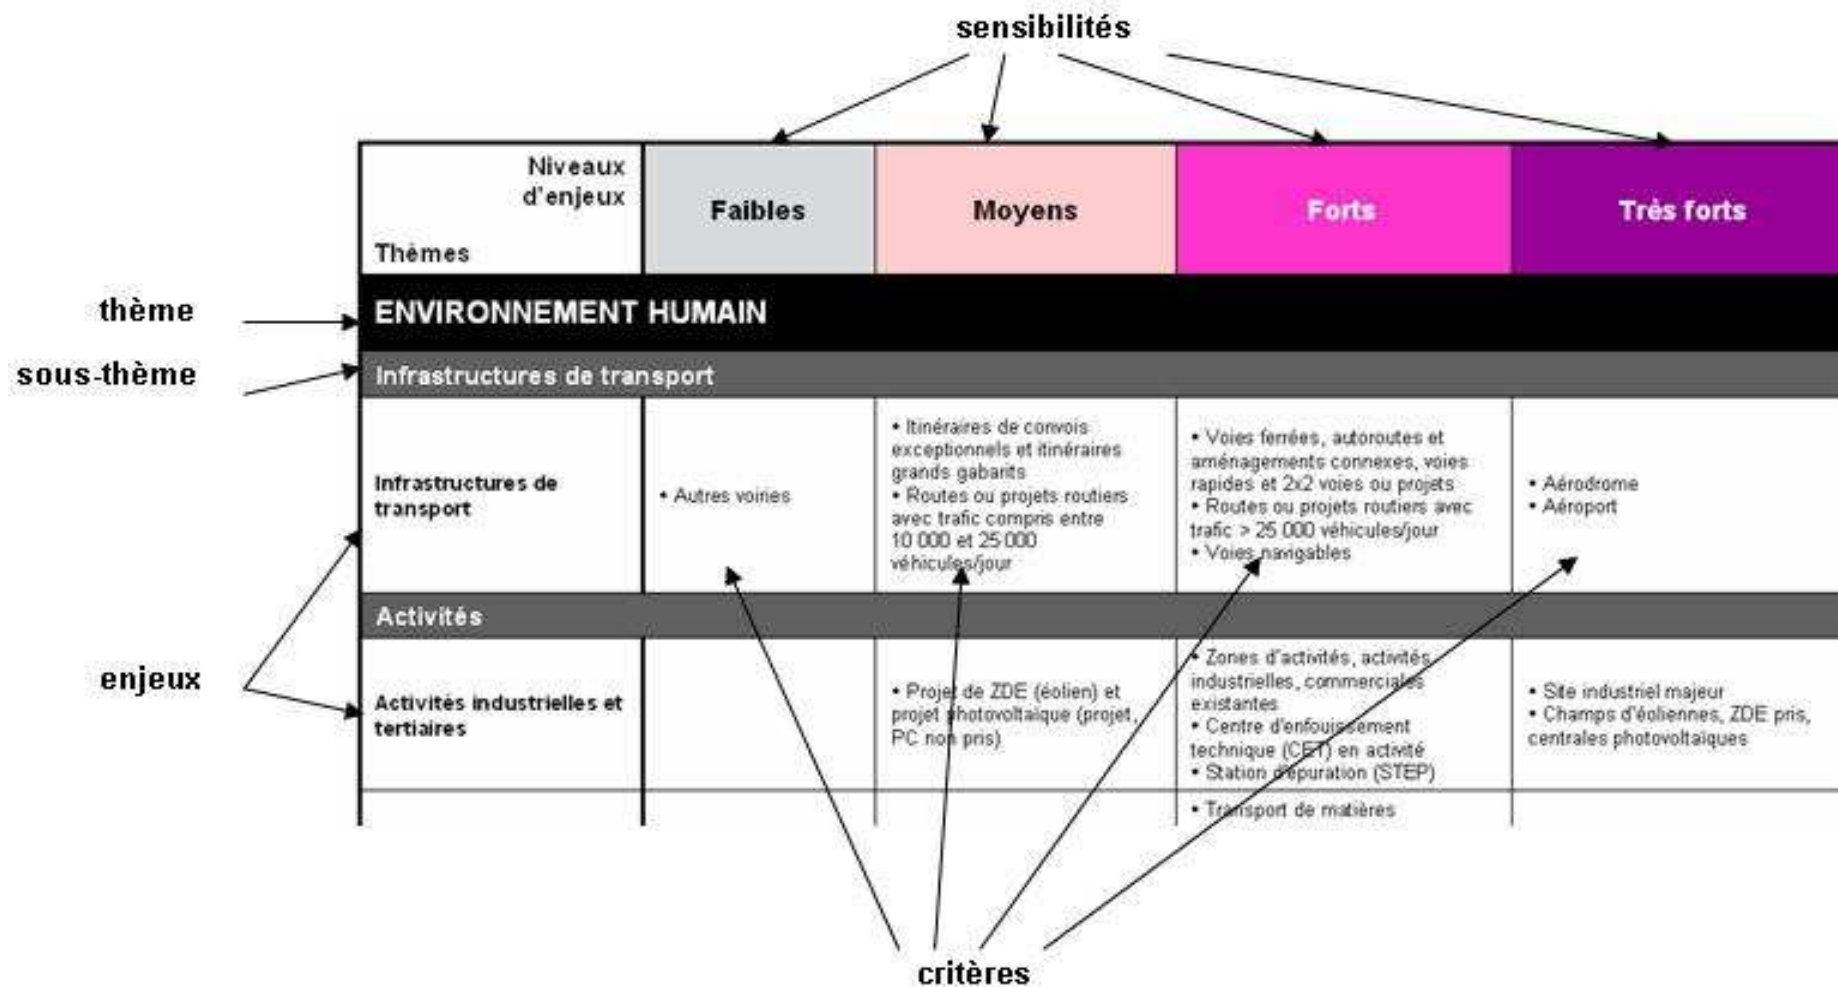 sensibilités
Niveaux
d'enjeux
Thèmes
Faibles
Moyens
Forts
Très forts
thème
ENVIRONNEMENT HUMAIN
sous-thème
Infrastructures de transport
Infrastructures de
transport
• Autres voiries
• Itinéraires de convois
exceptionnels et itinéraires
grands gabarits
• Routes ou projets routiers
avec trafic compris entre
10 000 et 25 000
véhicules/jour
• Voies ferrées, autoroutes et
aménagements connexes, voies
rapides et 2x2 voies ou projets
• Routes ou projets routiers avec
trafic > 25 000 véhicules/jour
• Voies navigables
• Aérodrome
• Aéroport
Activités
enjeux
Activités industrielles et
tertiaires
• Projet de ZDE (éolien) et
projet photovoltaïque (projet,
PC non pris)
• Zones d'activités, activités
industrielles, commerciales
existantes
• Centre d'enfouissement
technique (CET) en activité
• Station d'épuration (STEP)
• Site industriel majeur
• Champs d'éoliennes, ZDE pris,
centrales photovoltaïques
• Transport de matières
critères